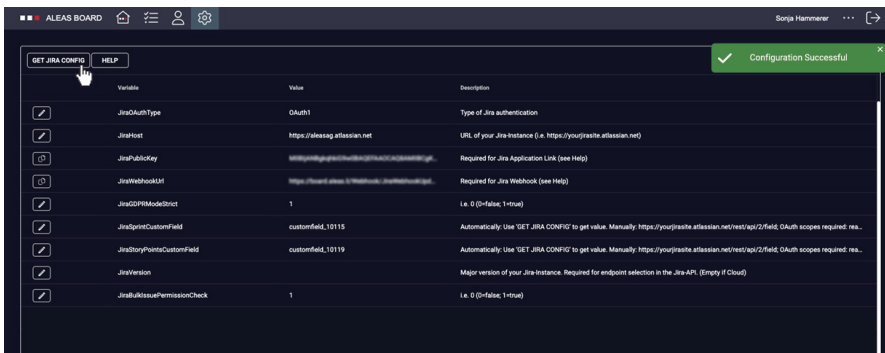 ALEAS BOARD
Sonja Hammerer
GET JIRA CONFIG HELP
Configuration Successful
Variable Value Description
JiraOAuthType OAuth1 Type of Jira authentication
JiraHost https://aleasag.atlassian.net URL of your Jira-Instance (i.e. https://yourjirasite.atlassian.net)
JiraPublicKey Required for Jira Application Link (see Help)
JiraWebhookUrl Required for Jira Webhook (see Help)
JiraGDPRModeStrict 1 i.e. 0 (0=false; 1=true)
JiraSprintCustomField customfield_10115 Automatically: Use 'GET JIRA CONFIG' to get value. Manually: https://yourjirasite.atlassian.net/rest/api/2/field; OAuth scopes required: rea...
JiraStoryPointsCustomField customfield_10119 Automatically: Use 'GET JIRA CONFIG' to get value. Manually: https://yourjirasite.atlassian.net/rest/api/2/field; OAuth scopes required: rea...
JiraVersion Major version of your Jira-Instance. Required for endpoint selection in the Jira-API. (Empty if Cloud)
JiraBulkIssuePermissionCheck 1 i.e. 0 (0=false; 1=true)